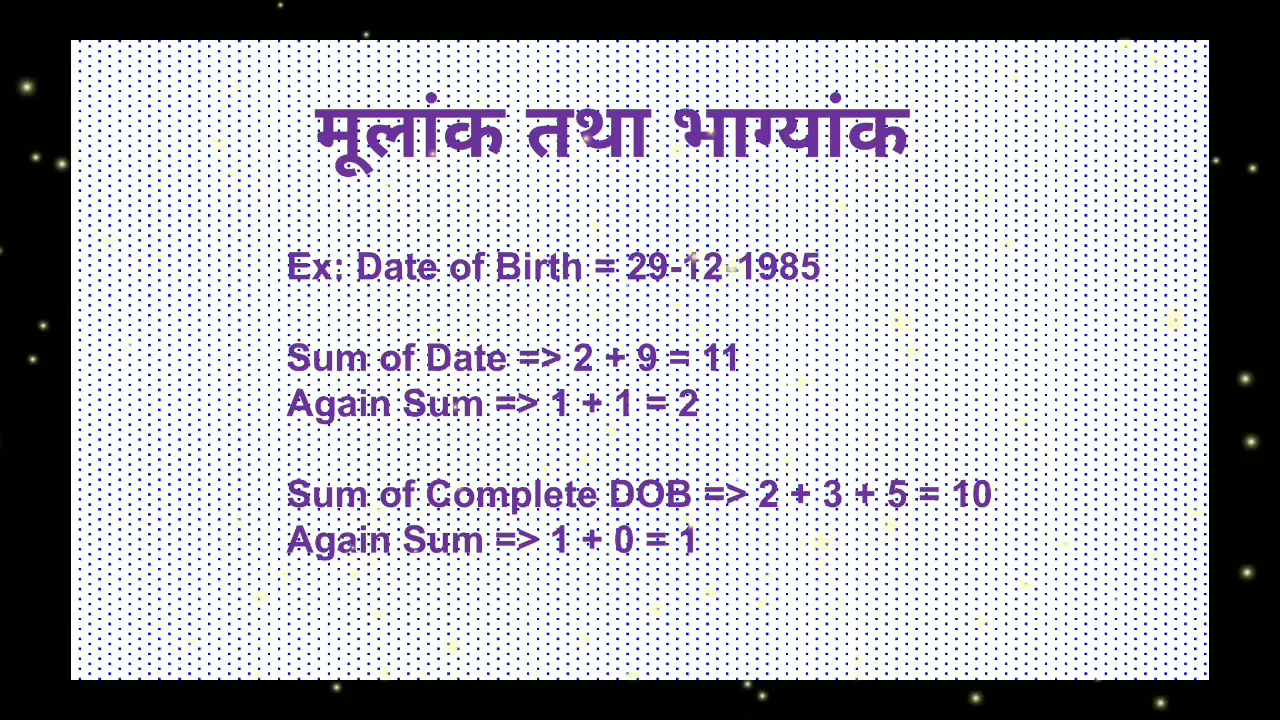 मूलांक तथा भाग्यांक
Ex: Date of Birth = 29-12-1985
Sum of Date => 2 + 9 = 11
Again Sum => 1 + 1 = 2
Sum of Complete DOB => 2 + 3 + 5 = 10
Again Sum => 1 + 0 = 1